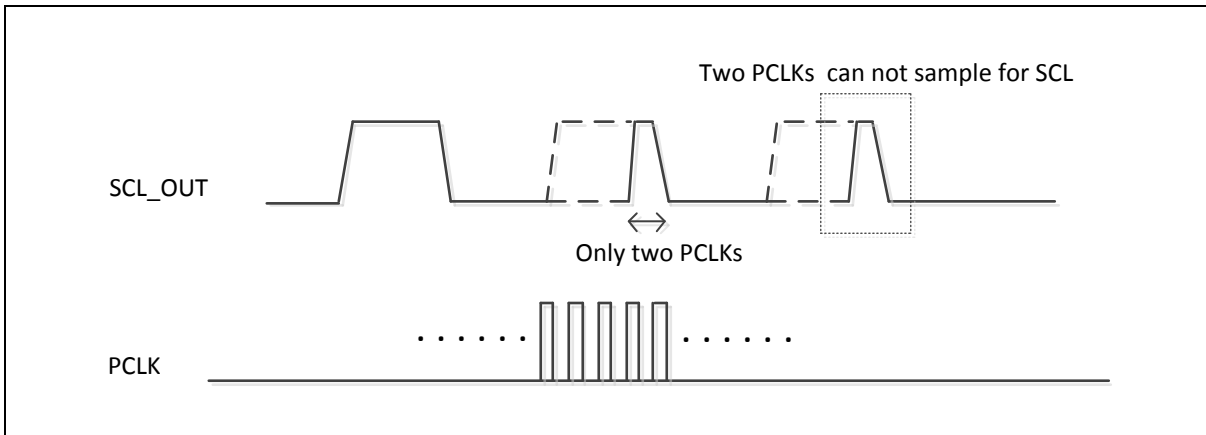 Two PCLKs can not sample for SCL
SCL_OUT
Only two PCLKs
PCLK